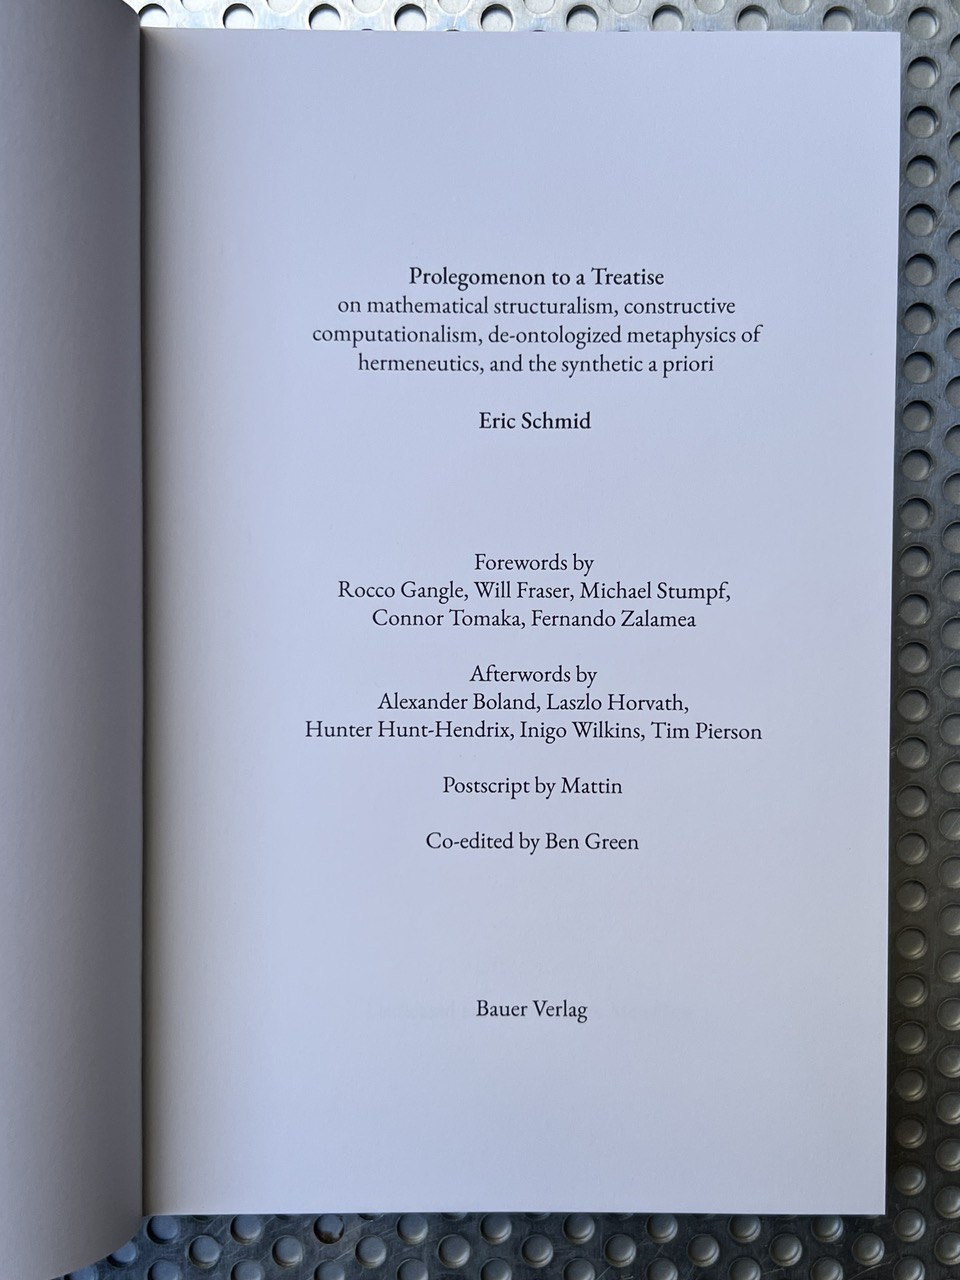 Prolegomenon to a Treatise
on mathematical structuralism, constructive
computationalism, de-ontologized metaphysics of
hermeneutics, and the synthetic a priori
Eric Schmid
Forewords by
Rocco Gangle, Will Fraser, Michael Stumpf,
Connor Tomaka, Fernando Zalamea
Afterwords by
Alexander Boland, Laszlo Horvath,
Hunter Hunt-Hendrix, Inigo Wilkins, Tim Pierson
Postscript by Mattin
Co-edited by Ben Green
Bauer Verlag